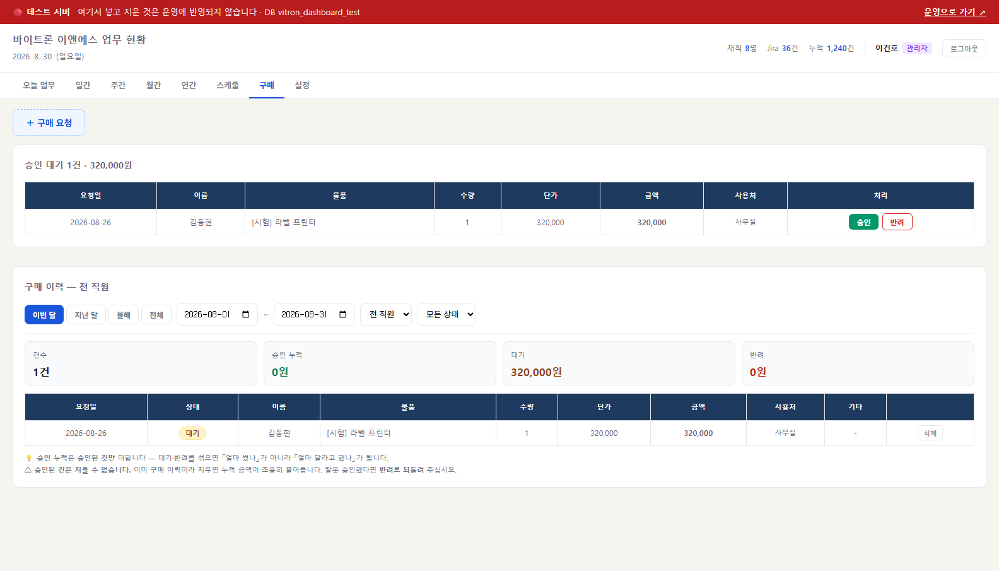 테스트 서버 여기서 넣고 지운 것은 운영에 반영되지 않습니다 · DB vitron_dashboard_test
운영으로 가기 ↗
바이트론 이앤에스 업무 현황
2026. 8. 30. (일요일)
재직 8명 Jira 36건 누적 1,240건 이건호 관리자 로그아웃
오늘 업무 일간 주간 월간 연간 스케줄 구매 설정
+ 구매 요청
승인 대기 1건 · 320,000원
요청일 이름 물품 수량 단가 금액 사용처 처리
2026-08-26 김동현 [시험] 라벨 프린터 1 320,000 320,000 사무실 승인 반려
구매 이력 — 전 직원
이번 달 지난 달 올해 전체 2026-08-01 ~ 2026-08-31 전 직원 모든 상태
건수 승인 누적 대기 반려
1건 0원 320,000원 0원
요청일 상태 이름 물품 수량 단가 금액 사용처 기타
2026-08-26 대기 김동현 [시험] 라벨 프린터 1 320,000 320,000 사무실 - 삭제
💡 승인 누적은 승인된 것만 더합니다 — 대기·반려를 섞으면 「얼마 썼나」가 아니라 「얼마 달라고 했나」가 됩니다.
⚠ 승인된 건은 지울 수 없습니다. 이미 구매 이력이라 지우면 누적 금액이 조용히 줄어듭니다. 잘못 승인했다면 반려로 되돌려 주십시오.